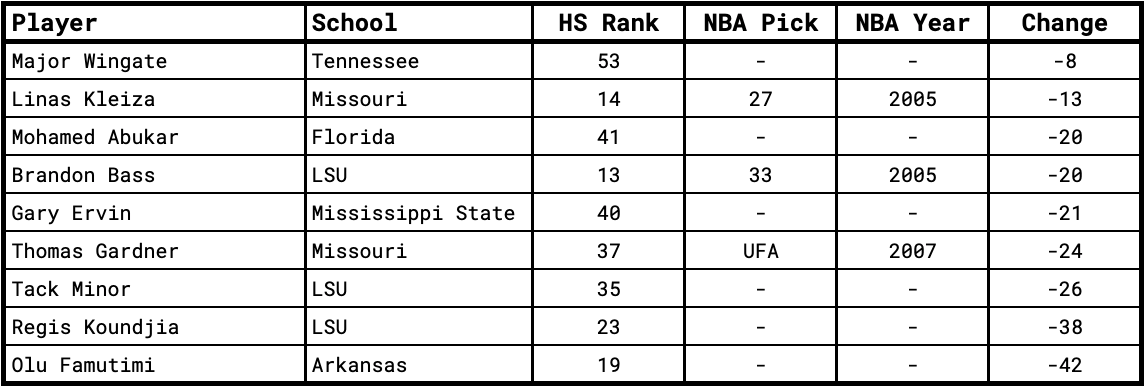 Player School HS Rank NBA Pick NBA Year Change
Major Wingate Tennessee 53 - - -8
Linas Kleiza Missouri 14 27 2005 -13
Mohamed Abukar Florida 41 - - -20
Brandon Bass LSU 13 33 2005 -20
Gary Ervin Mississippi State 40 - - -21
Thomas Gardner Missouri 37 UFA 2007 -24
Tack Minor LSU 35 - - -26
Regis Koundjia LSU 23 - - -38
Olu Famutimi Arkansas 19 - - -42